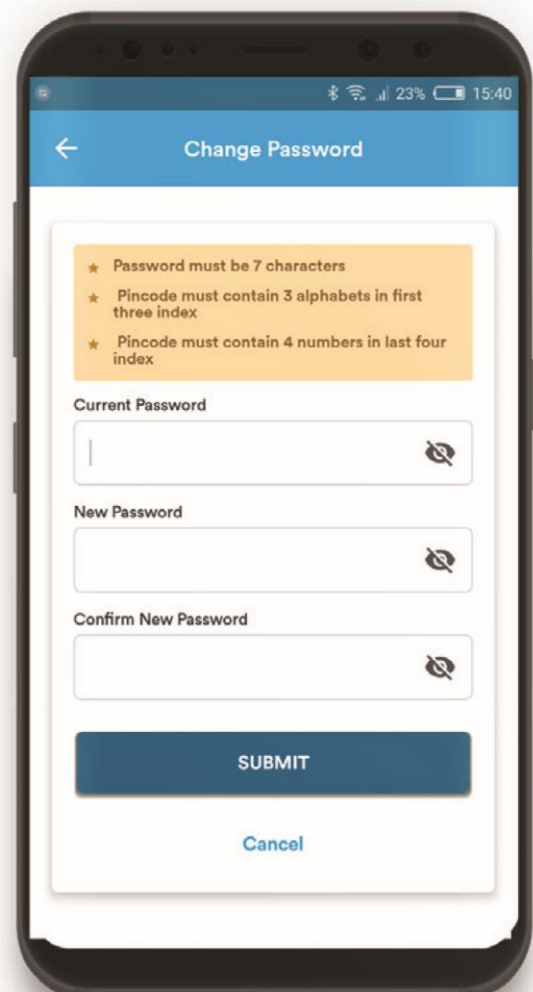 23% 15:40
Change Password
Password must be 7 characters
Pincode must contain 3 alphabets in first
three index
Pincode must contain 4 numbers in last four
index
Current Password
New Password
Confirm New Password
SUBMIT
Cancel